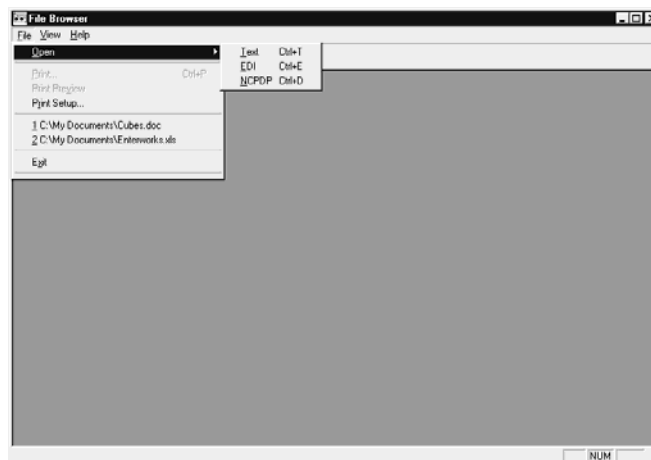 File Browser
File View Help
Open
Text Ctrl+T
EDI Ctrl+E
NCPDP Ctrl+D
Print... Ctrl+P
Print Preview
Print Setup...
1 C:\My Documents\Cubes.doc
2 C:\My Documents\Enterworks.xls
Exit
NUM